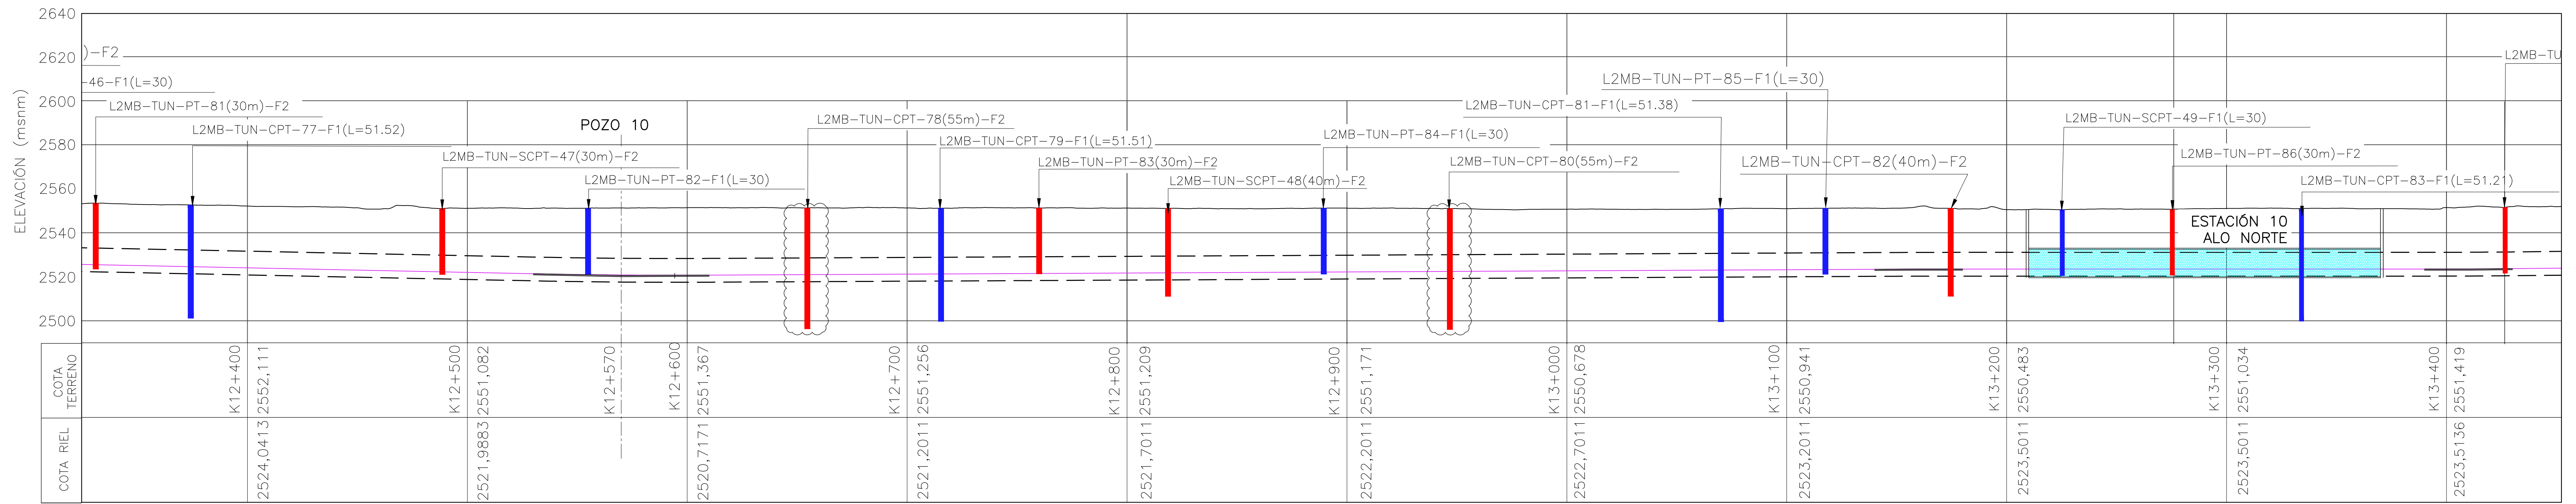 ELEVACIÓN (msnm)
2640
2620
2600
2580
2560
2540
2520
2500
)-F2
-46-F1(L=30)
L2MB-TUN-PT-81(30m)-F2
L2MB-TUN-CPT-77-F1(L=51.52)
L2MB-TUN-SCPT-47(30m)-F2
L2MB-TUN-PT-82-F1(L=30)
POZO 10
L2MB-TUN-CPT-78(55m)-F2
L2MB-TUN-CPT-79-F1(L=51.51)
L2MB-TUN-PT-83(30m)-F2
L2MB-TUN-SCPT-48(40m)-F2
L2MB-TUN-PT-84-F1(L=30)
L2MB-TUN-CPT-80(55m)-F2
L2MB-TUN-CPT-81-F1(L=51.38)
L2MB-TUN-PT-85-F1(L=30)
L2MB-TUN-CPT-82(40m)-F2
L2MB-TUN-SCPT-49-F1(L=30)
L2MB-TUN-PT-86(30m)-F2
L2MB-TUN-CPT-83-F1(L=51.21)
L2MB-TU
ESTACIÓN 10
ALO NORTE
COTA
TERRENO
K12+400
2552,111
K12+500
2551,082
K12+570
K12+600
2551,367
K12+700
2551,256
K12+800
2551,209
K12+900
2551,171
K13+000
2550,678
K13+100
2550,941
K13+200
2550,483
K13+300
2551,034
K13+400
2551,419
COTA RIEL
2524,0413
2521,9883
2520,7171
2521,2011
2521,7011
2522,2011
2522,7011
2523,2011
2523,5011
2523,5011
2523,5136